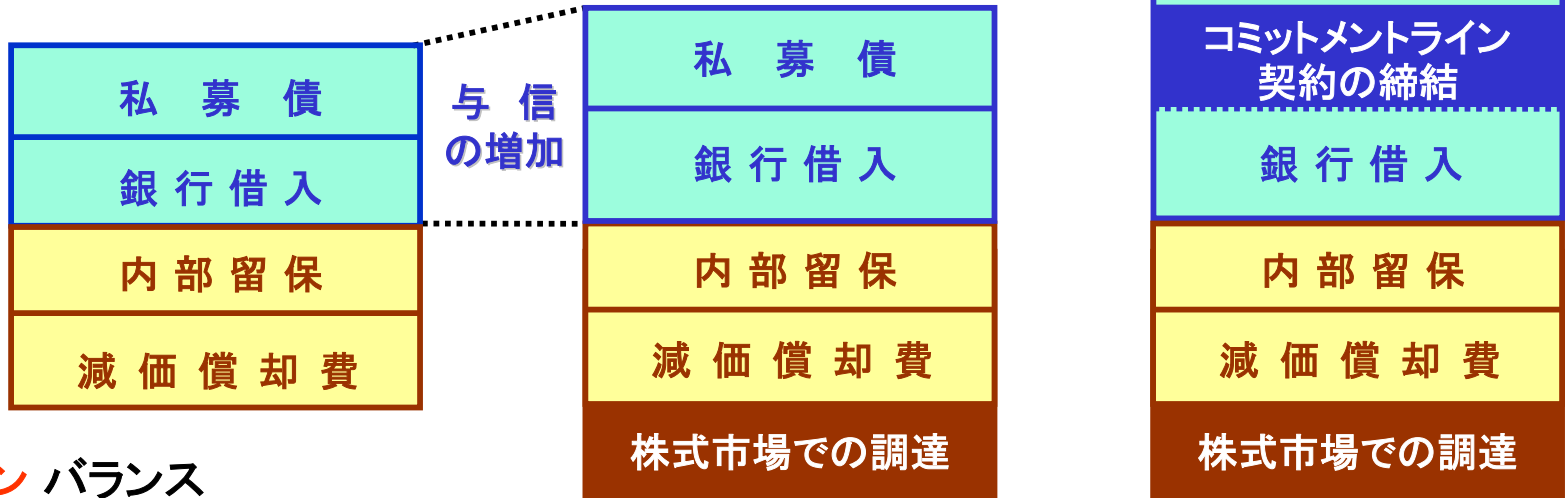 私募債
銀行借入
内部留保
減価償却費
ン バランス
与信
の増加
私募債
銀行借入
内部留保
減価償却費
株式市場での調達
コミットメントライン
契約の締結
銀行借入
内部留保
減価償却費
株式市場での調達